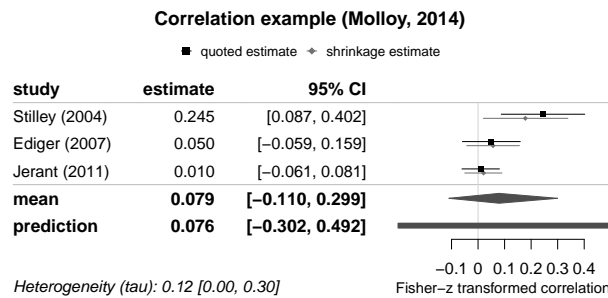 Correlation example (Molloy, 2014)
quoted estimate shrinkage estimate
study estimate 95% CI
Stilley (2004) 0.245 [0.087, 0.402]
Ediger (2007) 0.050 [−0.059, 0.159]
Jerant (2011) 0.010 [−0.061, 0.081]
mean 0.079 [−0.110, 0.299]
prediction 0.076 [−0.302, 0.492]
−0.1 0 0.1 0.2 0.3 0.4
Heterogeneity (tau): 0.12 [0.00, 0.30] Fisher−z transformed correlation